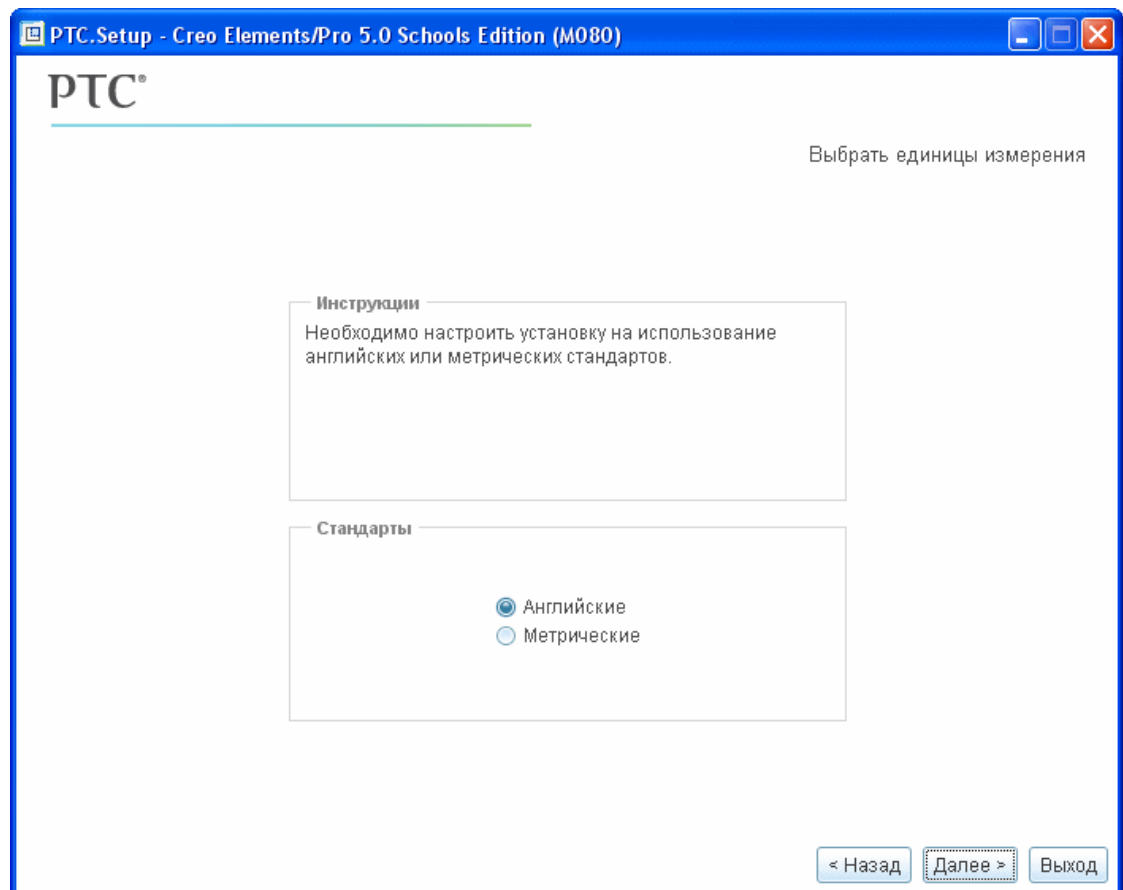 PTC.Setup - Creo Elements/Pro 5.0 Schools Edition (M080)
PTC®
Выбрать единицы измерения
Инструкции
Необходимо настроить установку на использование
английских или метрических стандартов.
Стандарты
Английские
Метрические
< Назад
Далее >
Выход